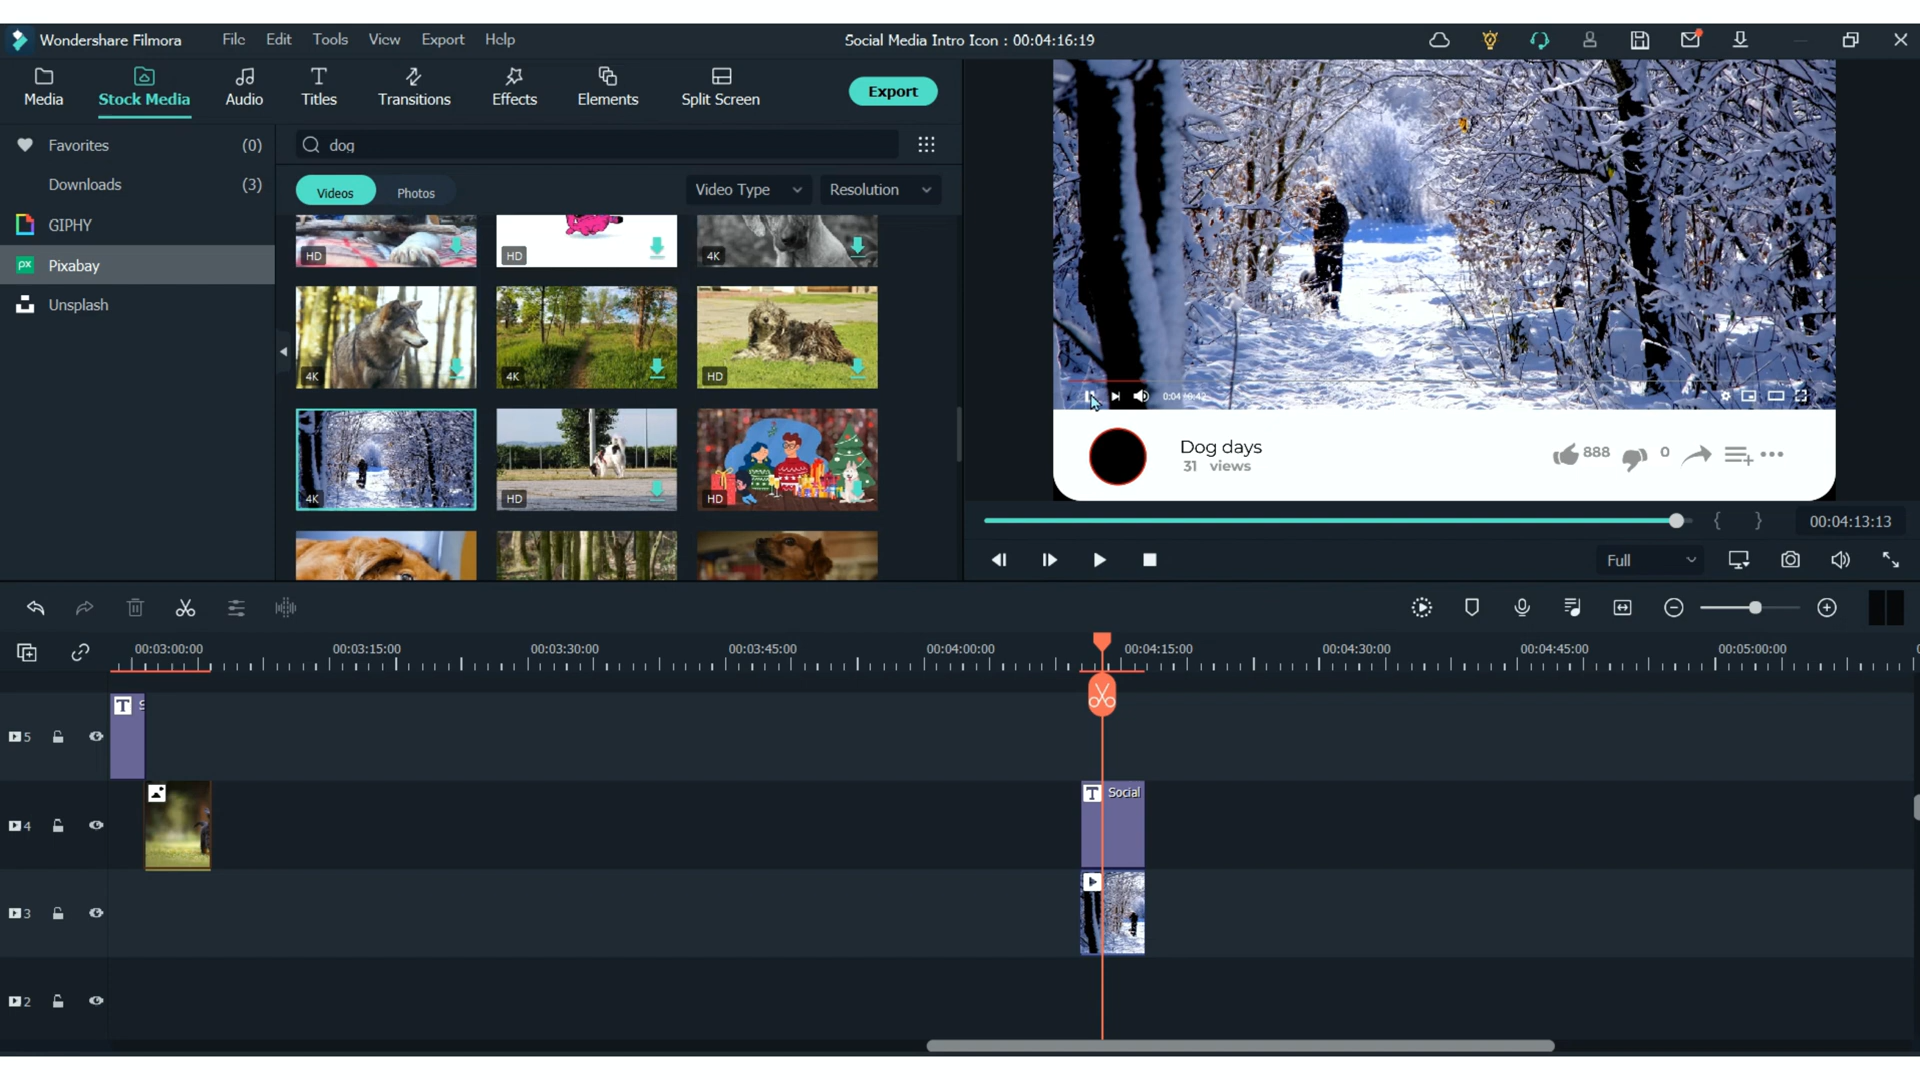 Wondershare Filmora File Edit Tools View Export Help Social Media Intro Icon : 00:04:16:19
Media Stock Media Audio Titles Transitions Effects Elements Split Screen Export
Favorites (0)
Downloads (3)
GIPHY
Pixabay
Unsplash
dog
Videos Photos Video Type Resolution
HD HD 4K
4K 4K HD
4K HD HD
0:04
Dog days
31 views
888 0
{ } 00:04:13:13
Full
00:03:00:00 00:03:15:00 00:03:30:00 00:03:45:00 00:04:00:00 00:04:15:00 00:04:30:00 00:04:45:00 00:05:00:00
T
5
T Social
4
3
2